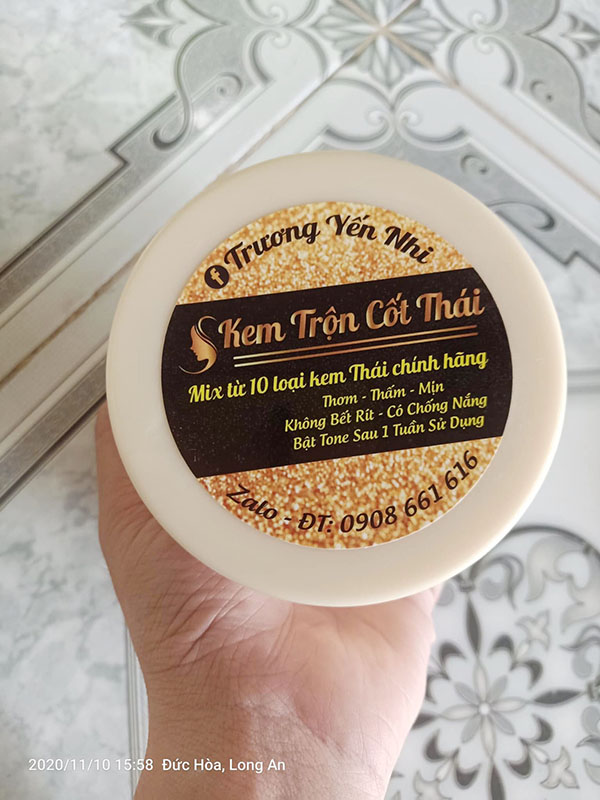 Trương Yến Nhi
Kem Trộn Cốt Thái
Mix từ 10 loại kem Thái chính hãng
Thơm - Thấm - Mịn
Không Bết Rít - Có Chống Nắng
Bật Tone Sau 1 Tuần Sử Dụng
Zalo - ĐT: 0908 661 616
2020/11/10 15:58 Đức Hòa, Long An